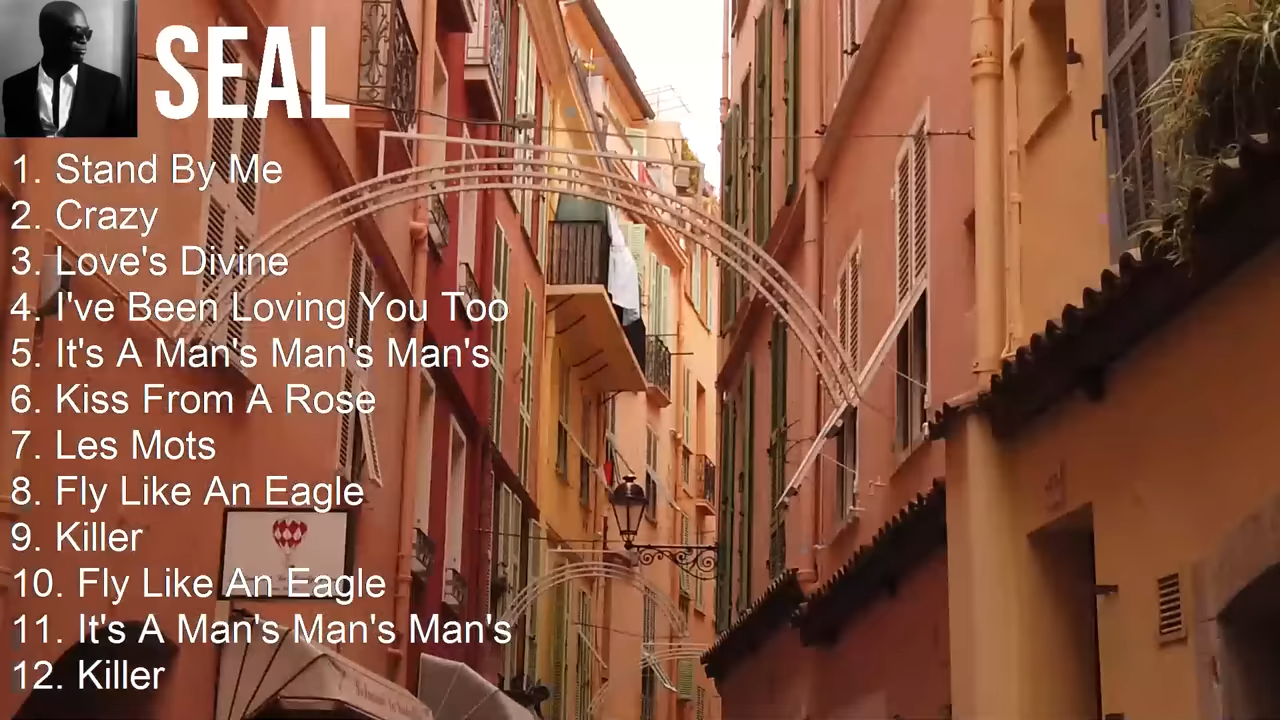 SEAL
1. Stand By Me
2. Crazy
3. Love's Divine
4. I've Been Loving You Too
5. It's A Man's Man's Man's
6. Kiss From A Rose
7. Les Mots
8. Fly Like An Eagle
9. Killer
10. Fly Like An Eagle
11. It's A Man's Man's Man's
12. Killer